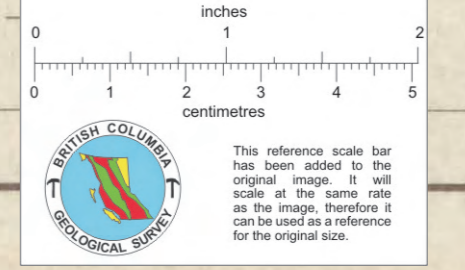 inches
0 1 2
0 1 2 3 4 5
centimetres
BRITISH COLUMBIA
GEOLOGICAL SURVEY
This reference scale bar
has been added to the
original image. It will
scale at the same rate
as the image, therefore it
can be used as a reference
for the original size.